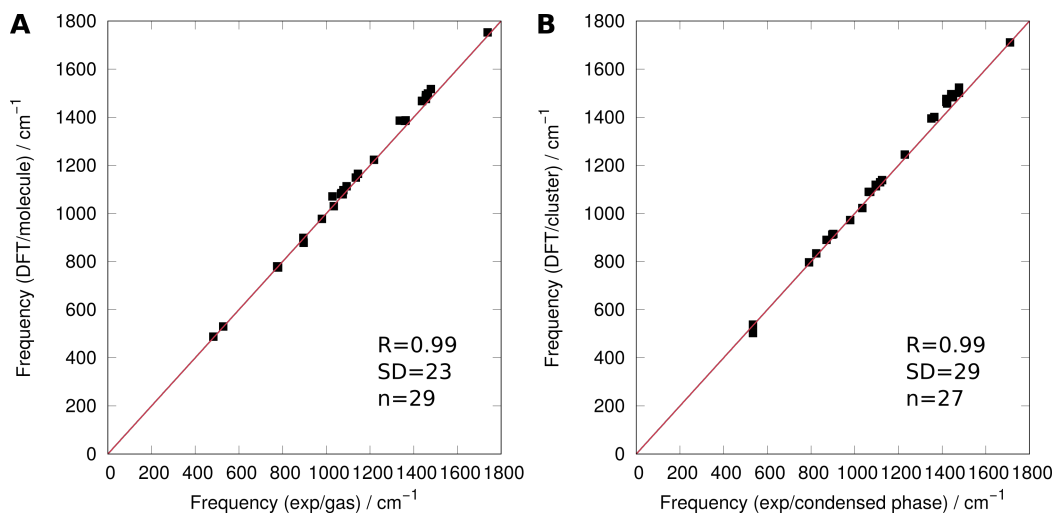 A
Frequency (DFT/molecule) / cm⁻¹
1800
1600
1400
1200
1000
800
600
400
200
0
R=0.99
SD=23
n=29
0 200 400 600 800 1000 1200 1400 1600 1800
Frequency (exp/gas) / cm⁻¹
B
Frequency (DFT/cluster) / cm⁻¹
1800
1600
1400
1200
1000
800
600
400
200
0
R=0.99
SD=29
n=27
0 200 400 600 800 1000 1200 1400 1600 1800
Frequency (exp/condensed phase) / cm⁻¹